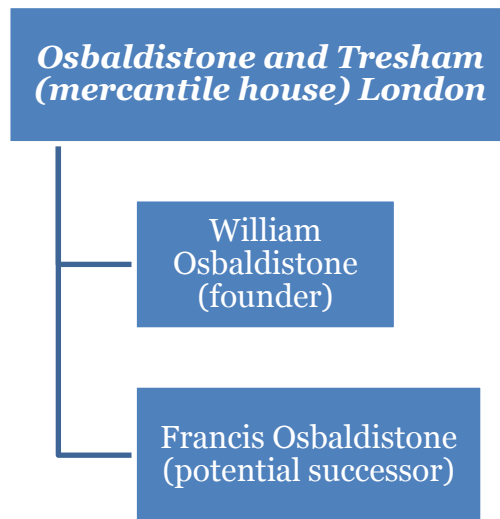 Osbaldistone and Tresham
(mercantile house) London
William
Osbaldistone
(founder)
Francis Osbaldistone
(potential successor)